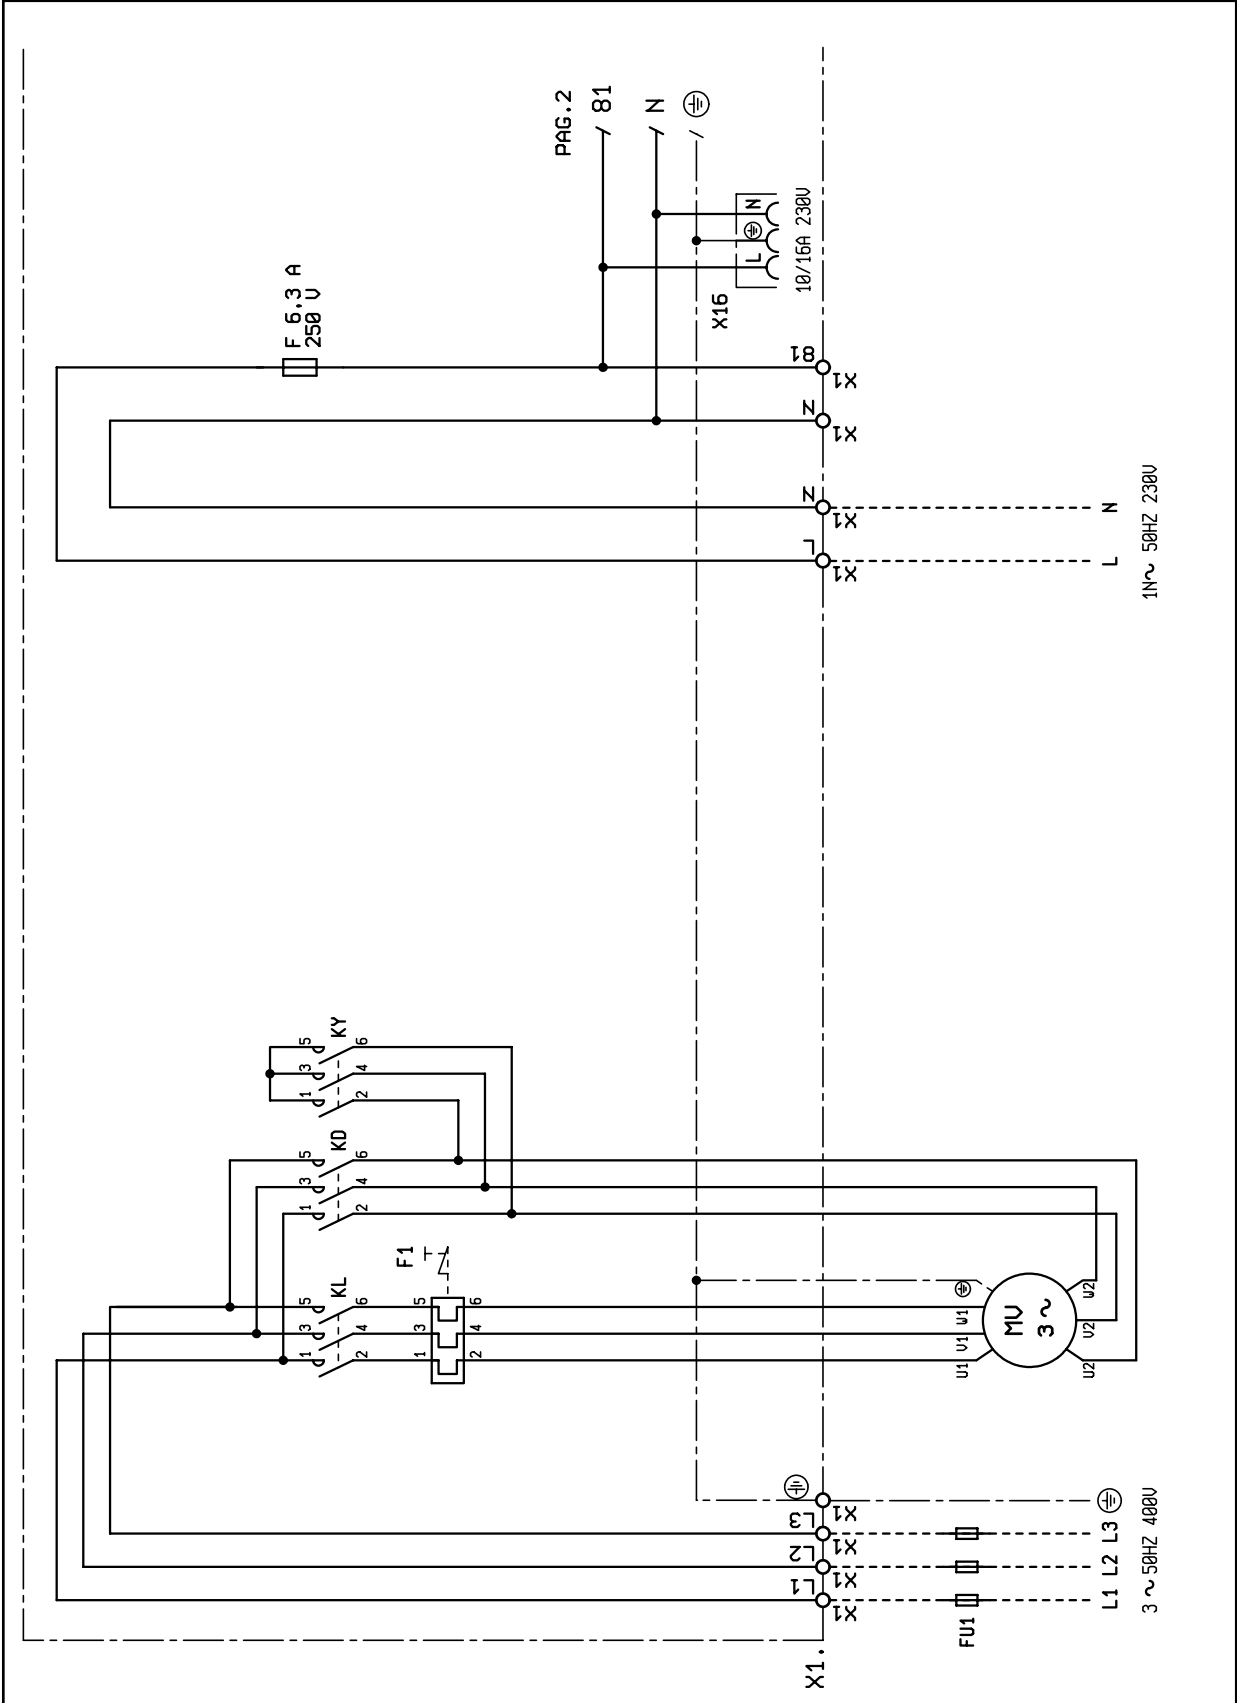 PAG.2
81
N
F 6.3 A
250 V
L
N
X16
10/16A 230V
KL
1
3
5
2
4
6
KD
1
3
5
2
4
6
KY
1
3
5
2
4
6
F1
1
3
5
2
4
6
X1.
L1
X1
L2
X1
L3
X1
X1
L
X1
N
X1
N
X1
81
X1
U1
V1
W1
MV
3 ~
U2
V2
W2
FU1
L1
L2
L3
3 ~ 50HZ 400V
L
N
1N~ 50HZ 230V